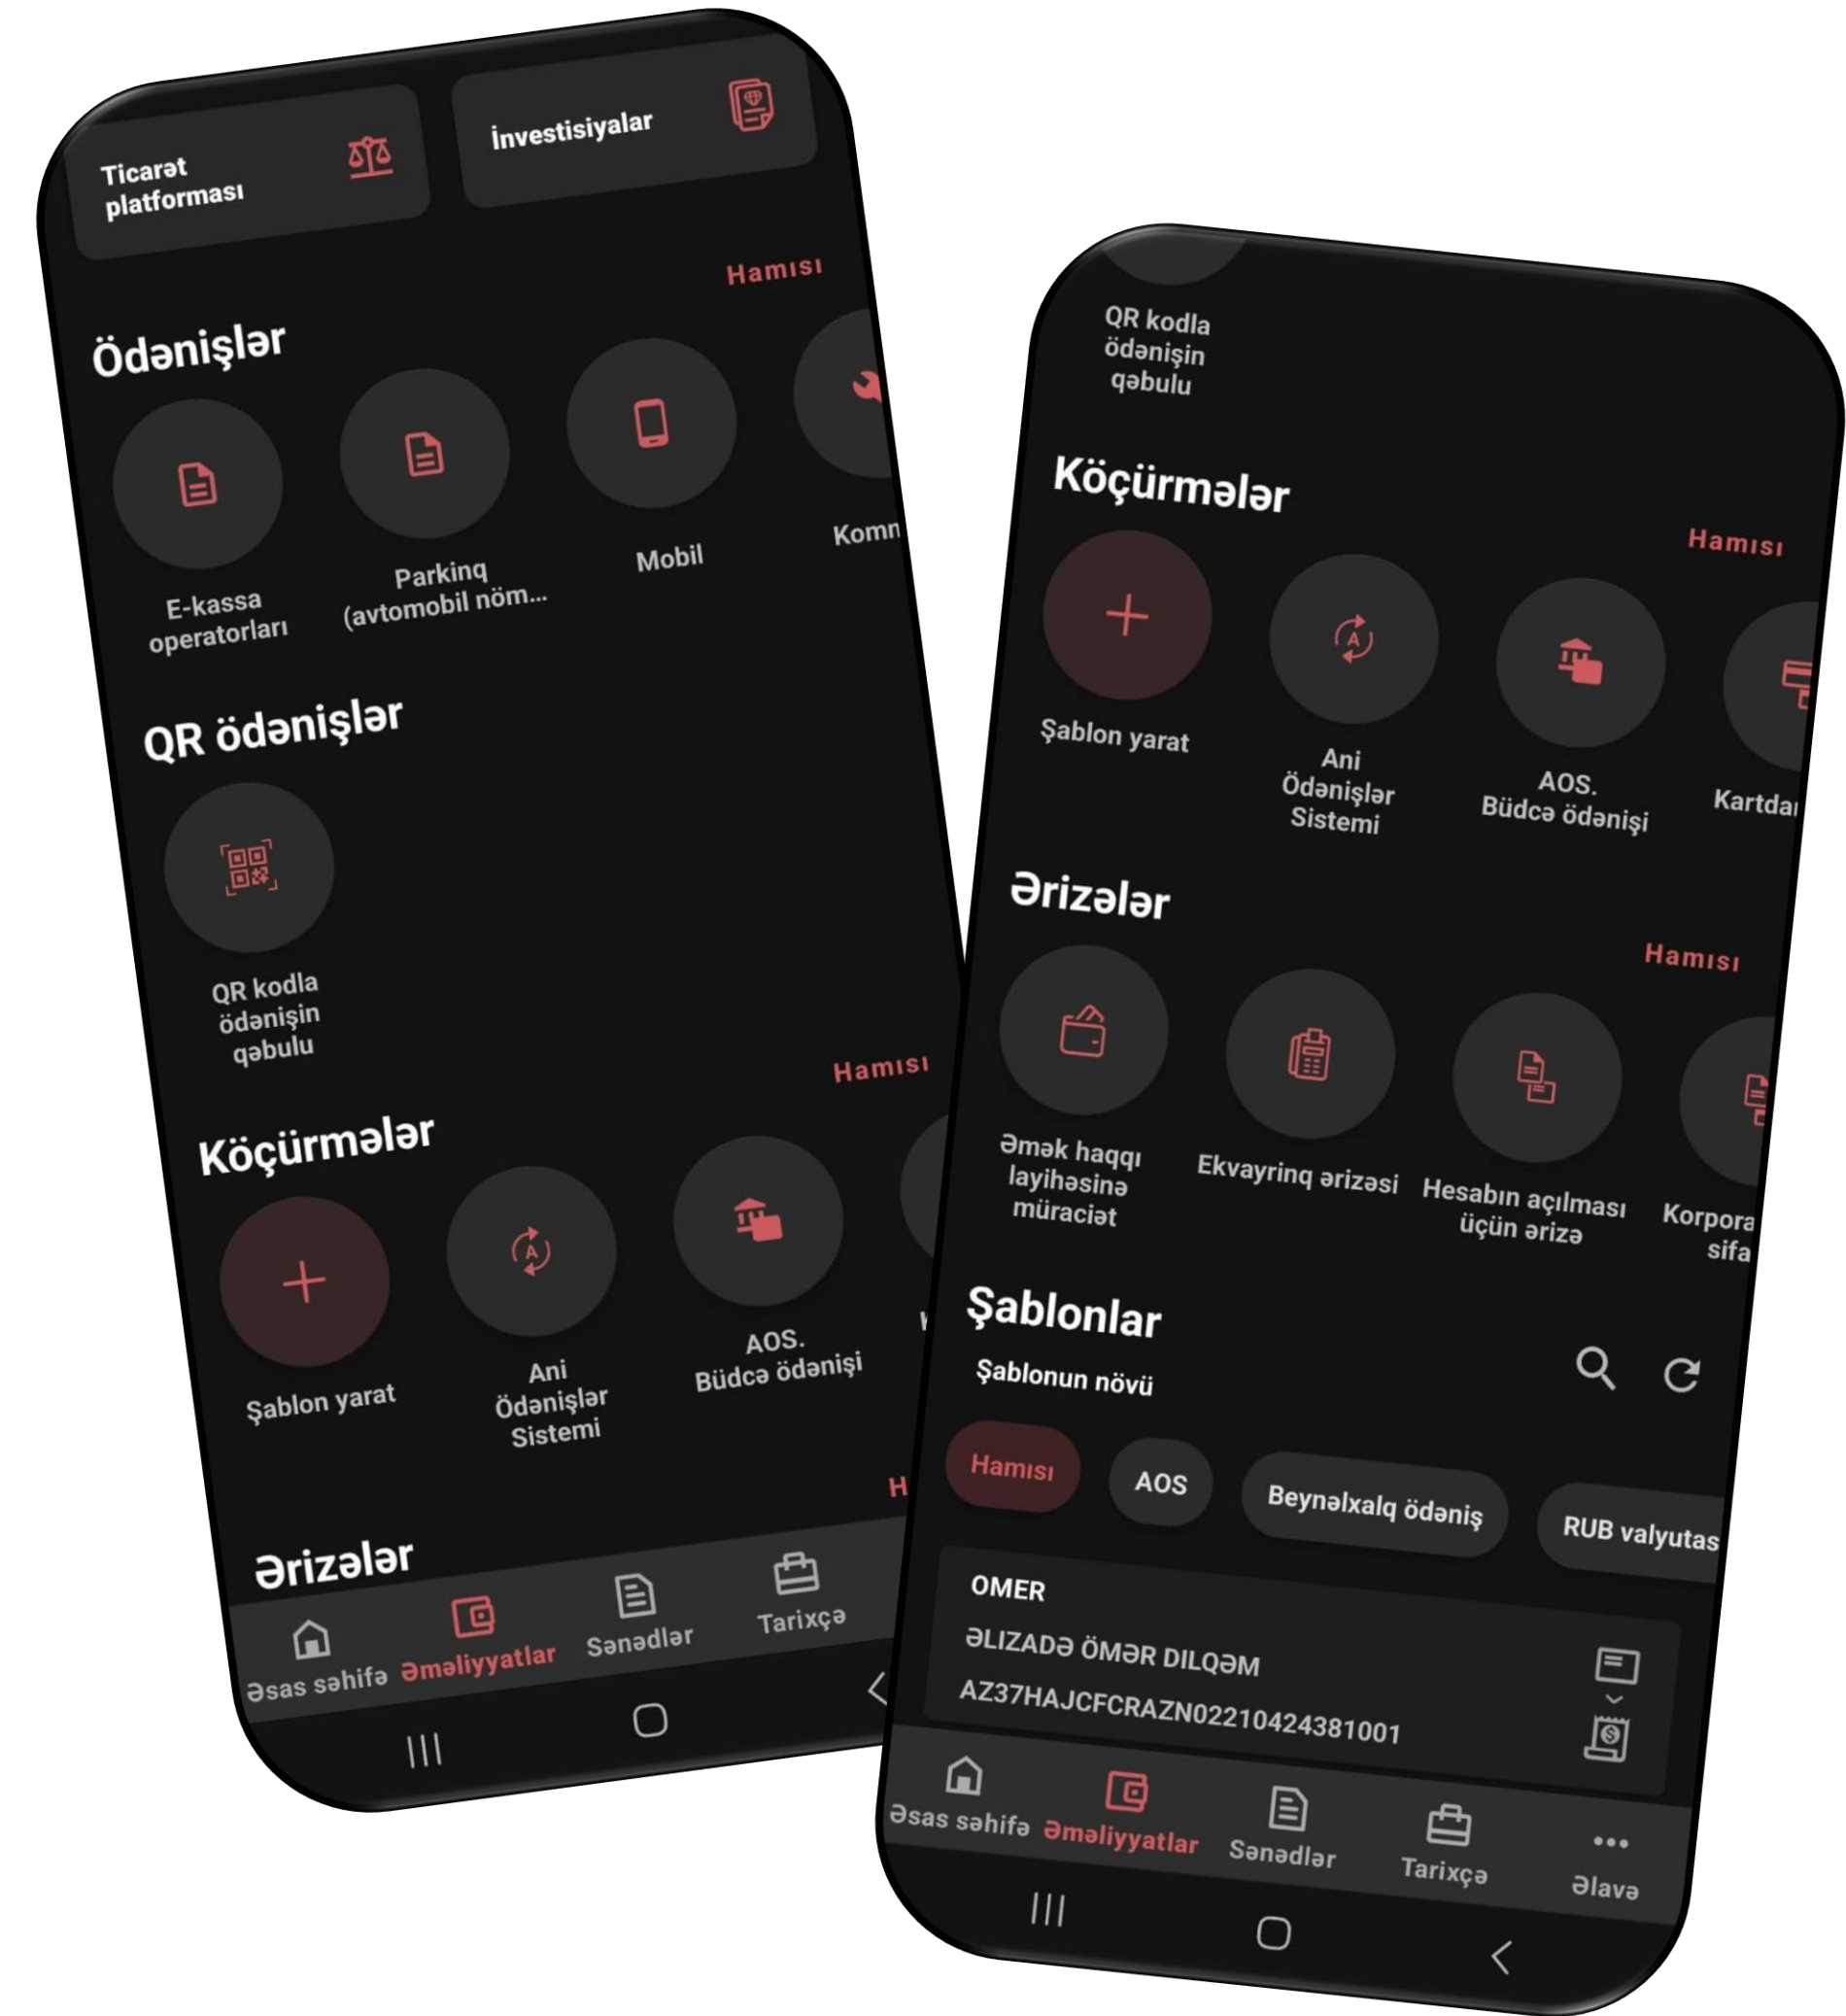 Ticarət
platforması
İnvestisiyalar
Hamısı
Ödənişlər
E-kassa
operatorları
Parkinq
(avtomobil nöm...
Mobil
QR ödənişlər
QR kodla
ödənişin
qəbulu
Hamısı
Köçürmələr
Şablon yarat
Ani
Ödənişlər
Sistemi
AOS.
Büdcə ödənişi
Ərizələr
Əsas səhifə
Əməliyyatlar
Sənədlər
Tarixçə
QR kodla
ödənişin
qəbulu
Köçürmələr
Hamısı
Şablon yarat
Ani
Ödənişlər
Sistemi
AOS.
Büdcə ödənişi
Ərizələr
Hamısı
Əmək haqqı
layihəsinə
müraciət
Ekvayrinq ərizəsi
Hesabın açılması
üçün ərizə
Korpora
sifa
Şablonlar
Şablonun növü
Hamısı
AOS
Beynəlxalq ödəniş
RUB valyutas
OMER
ƏLIZADƏ ÖMƏR DILQƏM
AZ37HAJCFCRAZN02210424381001
Əsas səhifə
Əməliyyatlar
Sənədlər
Tarixçə
Əlavə